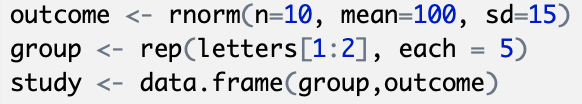 outcome <- rnorm(n=10, mean=100, sd=15)
group <- rep(letters[1:2], each = 5)
study <- data.frame(group,outcome)